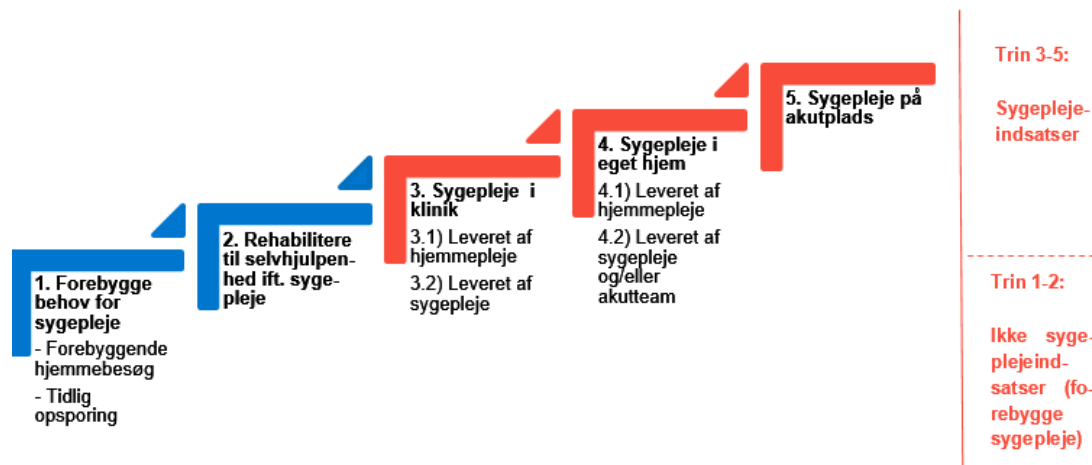 1. Forebygge
behov for
sygepleje
- Forebyggende
hjemmebesøg
- Tidlig
opsporing
2. Rehabilitere
til selvhjulpen-
hed ift. syge-
pleje
3. Sygepleje i
klinik
3.1) Leveret af
hjemmepleje
3.2) Leveret af
sygepleje
4. Sygepleje i
eget hjem
4.1) Leveret af
hjemmepleje
4.2) Leveret af
sygepleje
og/eller
akutteam
5. Sygepleje på
akutplads
Trin 3-5:
Sygepleje-
indsatser
Trin 1-2:
Ikke syge-
plejeind-
satser (fo-
rebygge
sygepleje)